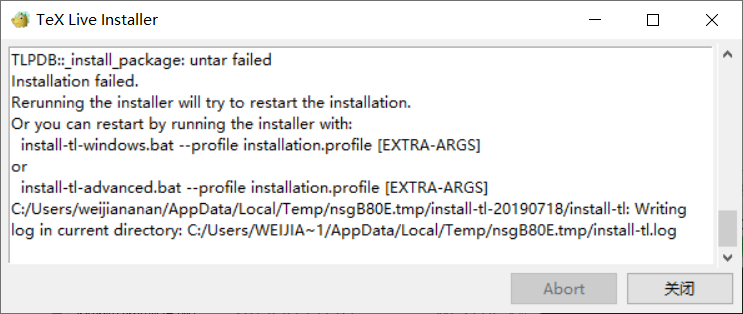 TeX Live Installer
TLPDB::_install_package: untar failed
Installation failed.
Rerunning the installer will try to restart the installation.
Or you can restart by running the installer with:
  install-tl-windows.bat --profile installation.profile [EXTRA-ARGS]
or
  install-tl-advanced.bat --profile installation.profile [EXTRA-ARGS]
C:/Users/weijiananan/AppData/Local/Temp/nsgB80E.tmp/install-tl-20190718/install-tl: Writing
log in current directory: C:/Users/WEIJIA~1/AppData/Local/Temp/nsgB80E.tmp/install-tl.log
Abort
关闭